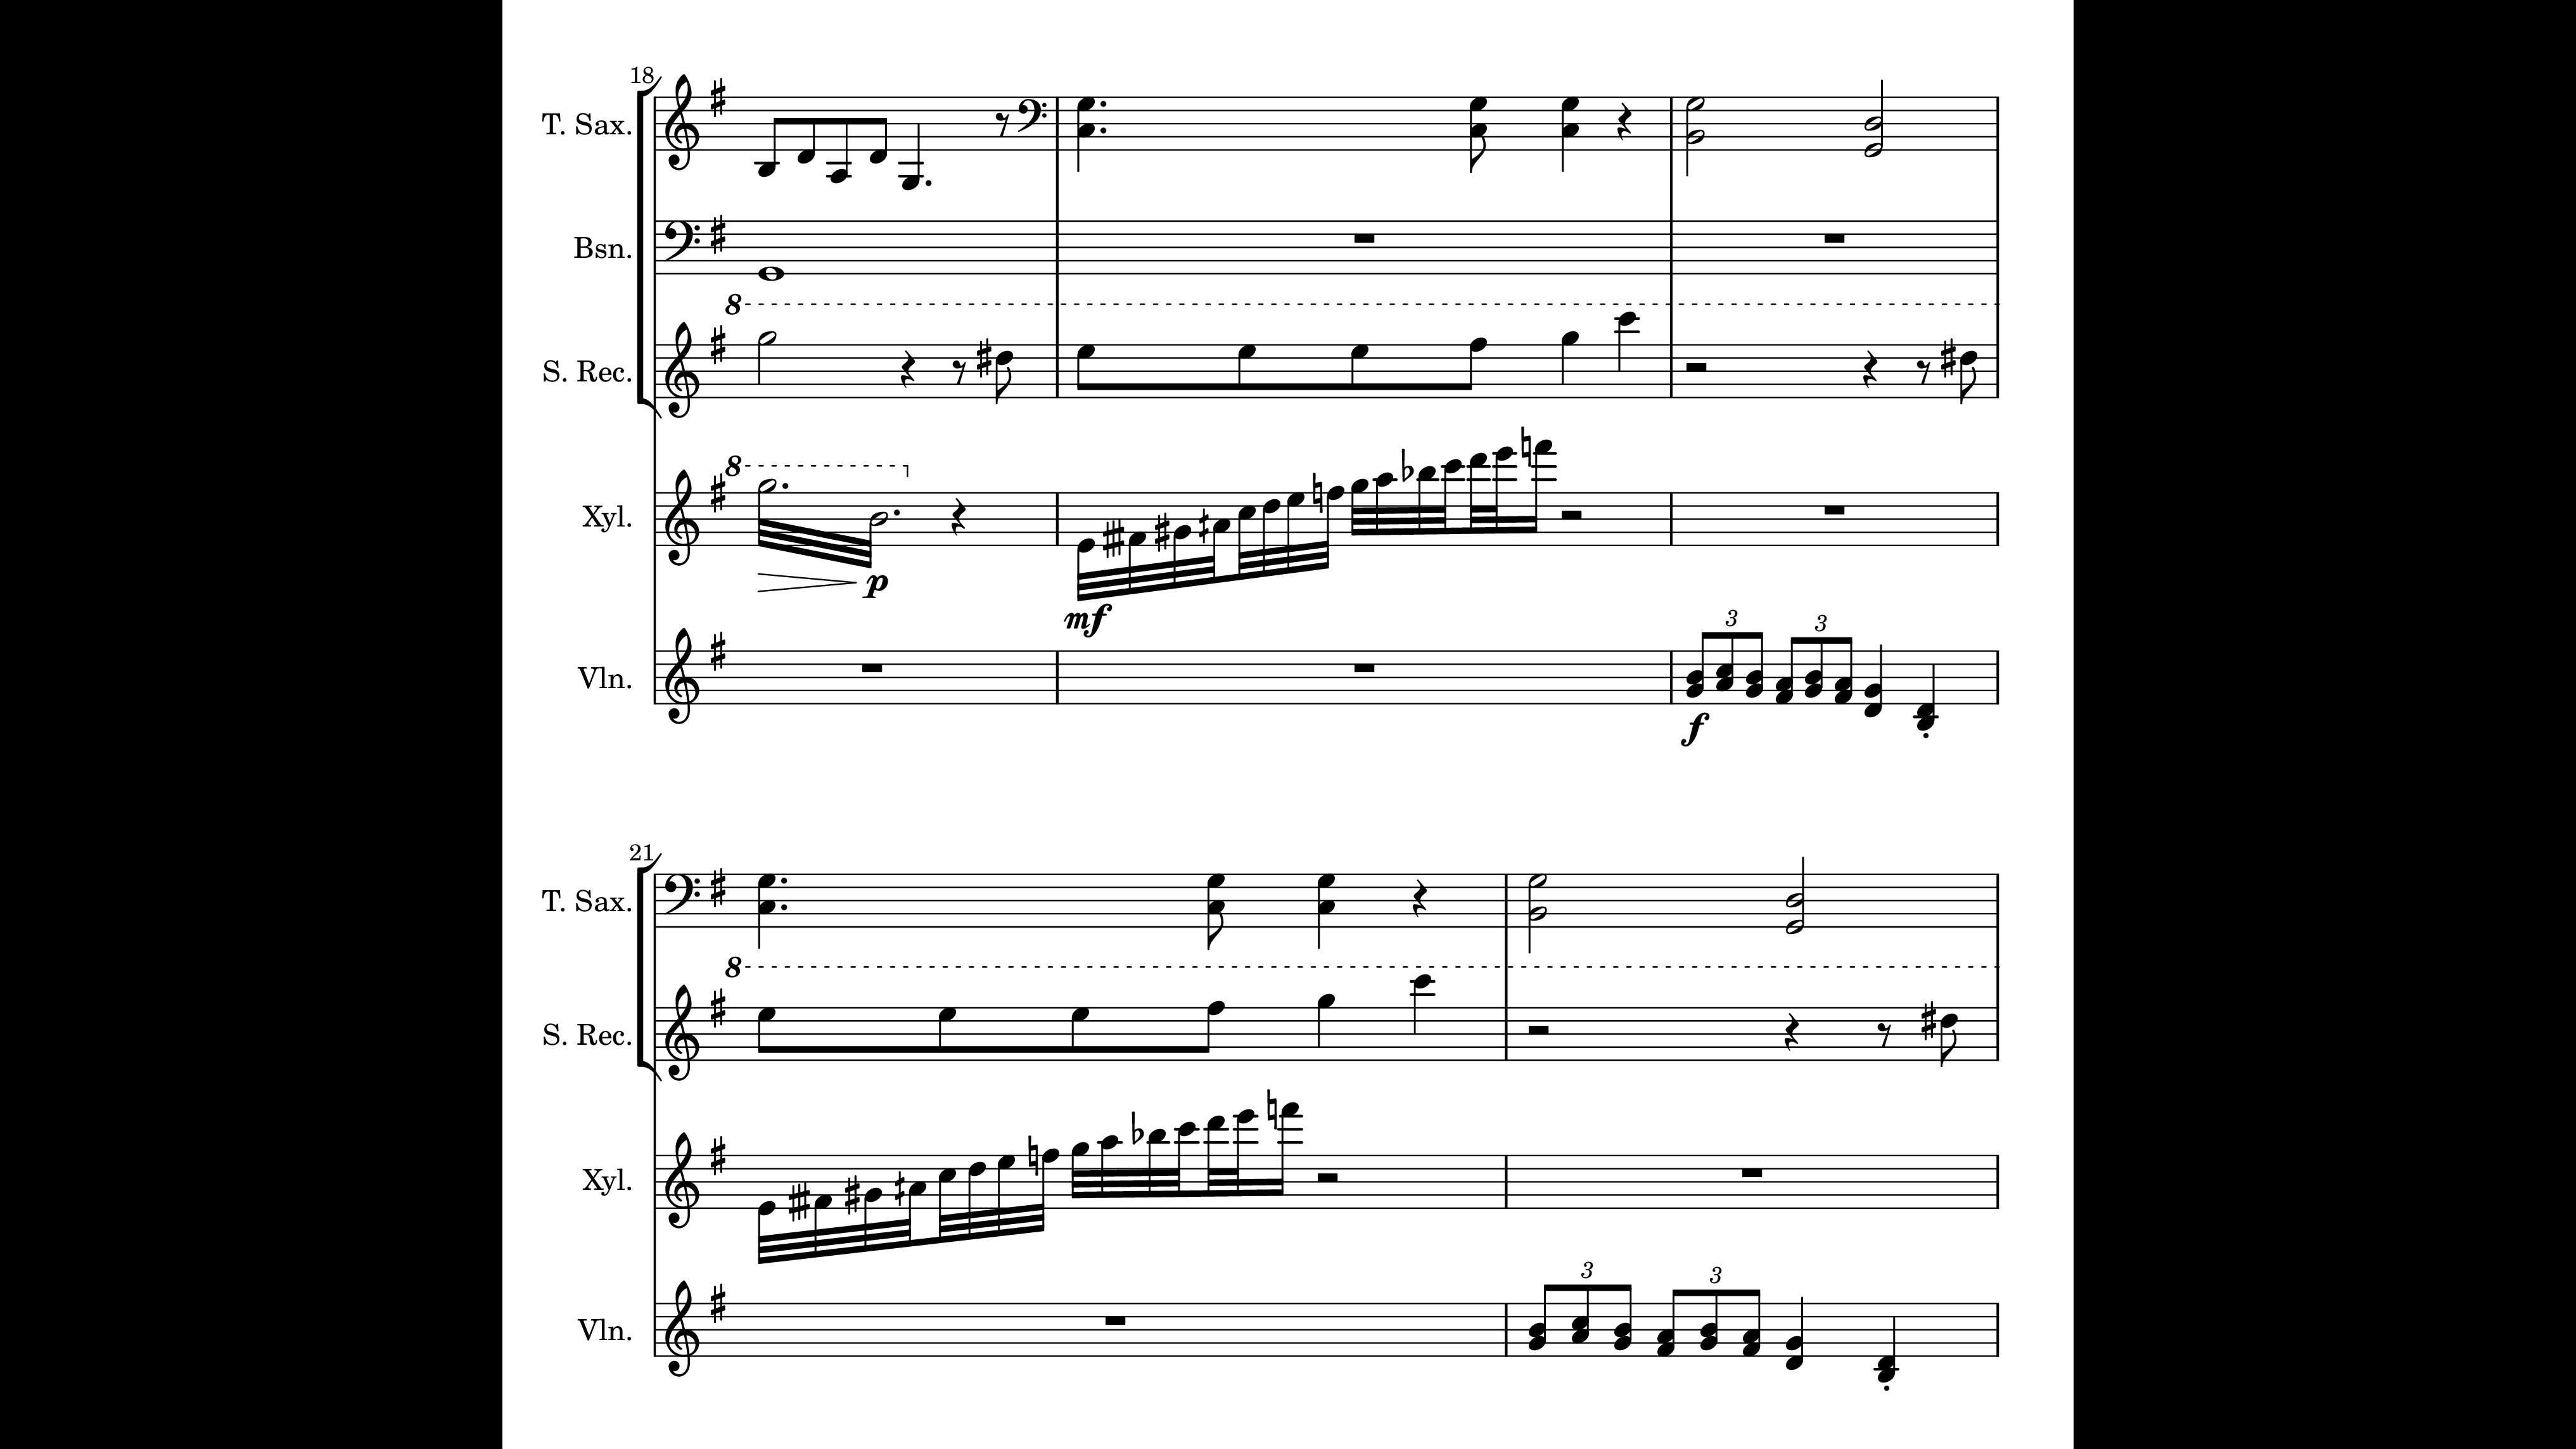 18
T. Sax.
Bsn.
8
S. Rec.
8
Xyl.
p
mf
3 3
Vln.
f
21
T. Sax.
8
S. Rec.
Xyl.
3 3
Vln.